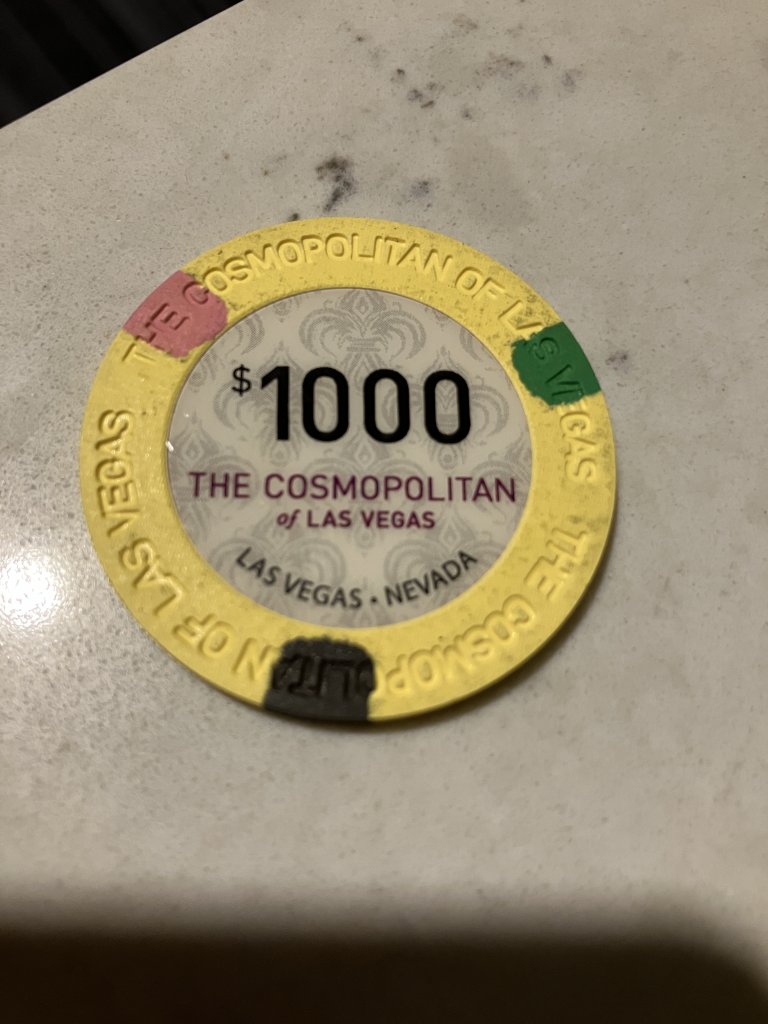 THE COSMOPOLITAN OF LAS VEGAS
$1000
THE COSMOPOLITAN
of LAS VEGAS
LAS VEGAS • NEVADA
THE COSMOPOLITAN OF LAS VEGAS